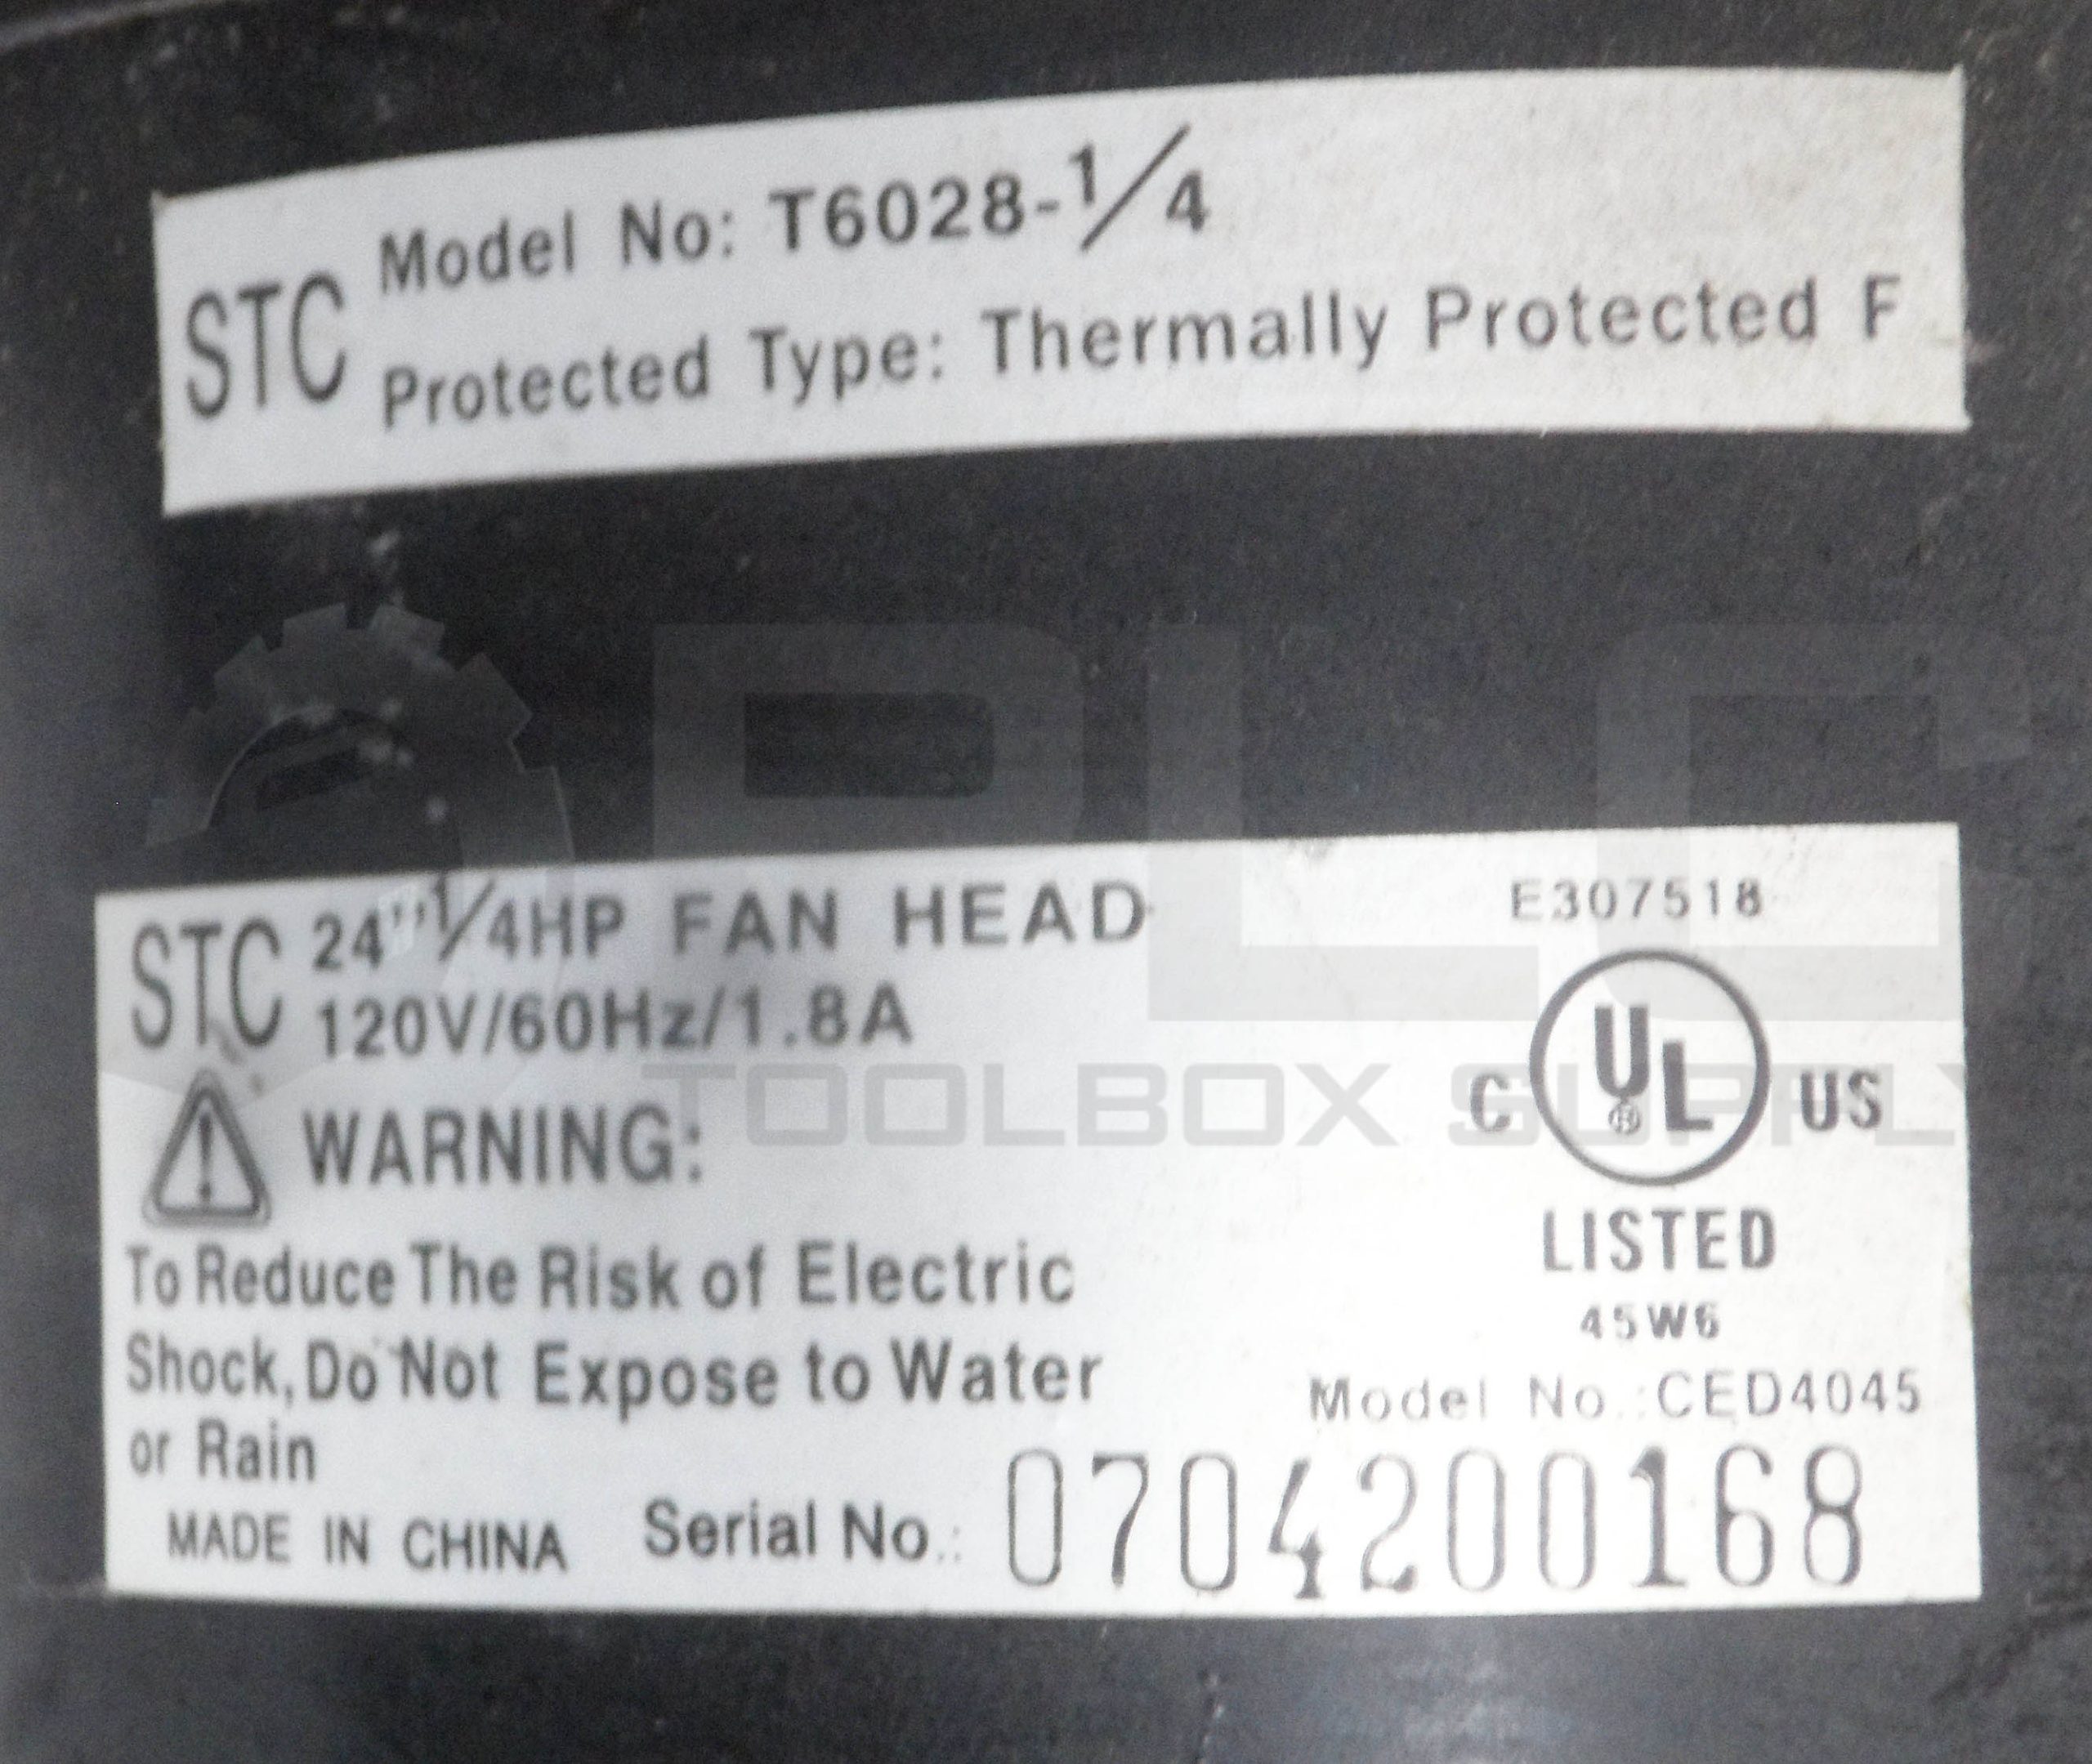 STC Model No: T6028-1/4
Protected Type: Thermally Protected F
PLC
STC 24"1/4HP FAN HEAD
120V/60Hz/1.8A
E307518
TOOLBOX SUPPLY
C UL® US
WARNING:
LISTED
45W6
To Reduce The Risk of Electric
Shock, Do Not Expose to Water
or Rain
Model No.:CED4045
MADE IN CHINA Serial No.: 0704200168